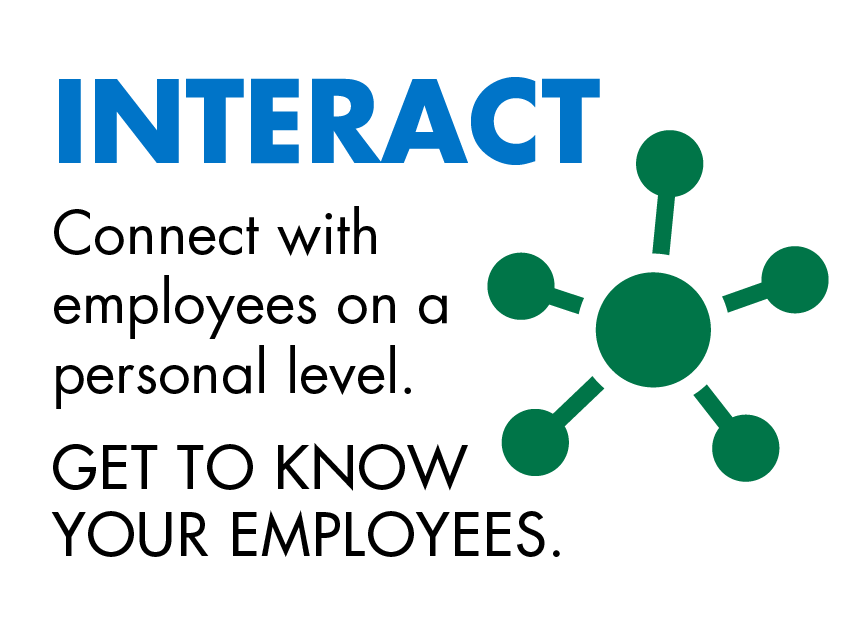 INTERACT
Connect with
employees on a
personal level.
GET TO KNOW
YOUR EMPLOYEES.